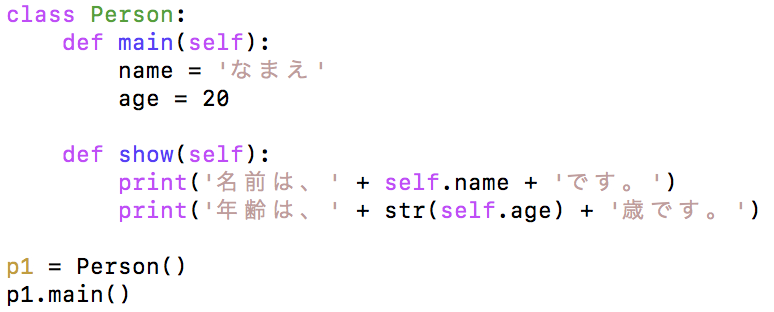 class Person:
    def main(self):
        name = 'なまえ'
        age = 20

    def show(self):
        print('名前は、' + self.name + 'です。')
        print('年齢は、' + str(self.age) + '歳です。')

p1 = Person()
p1.main()